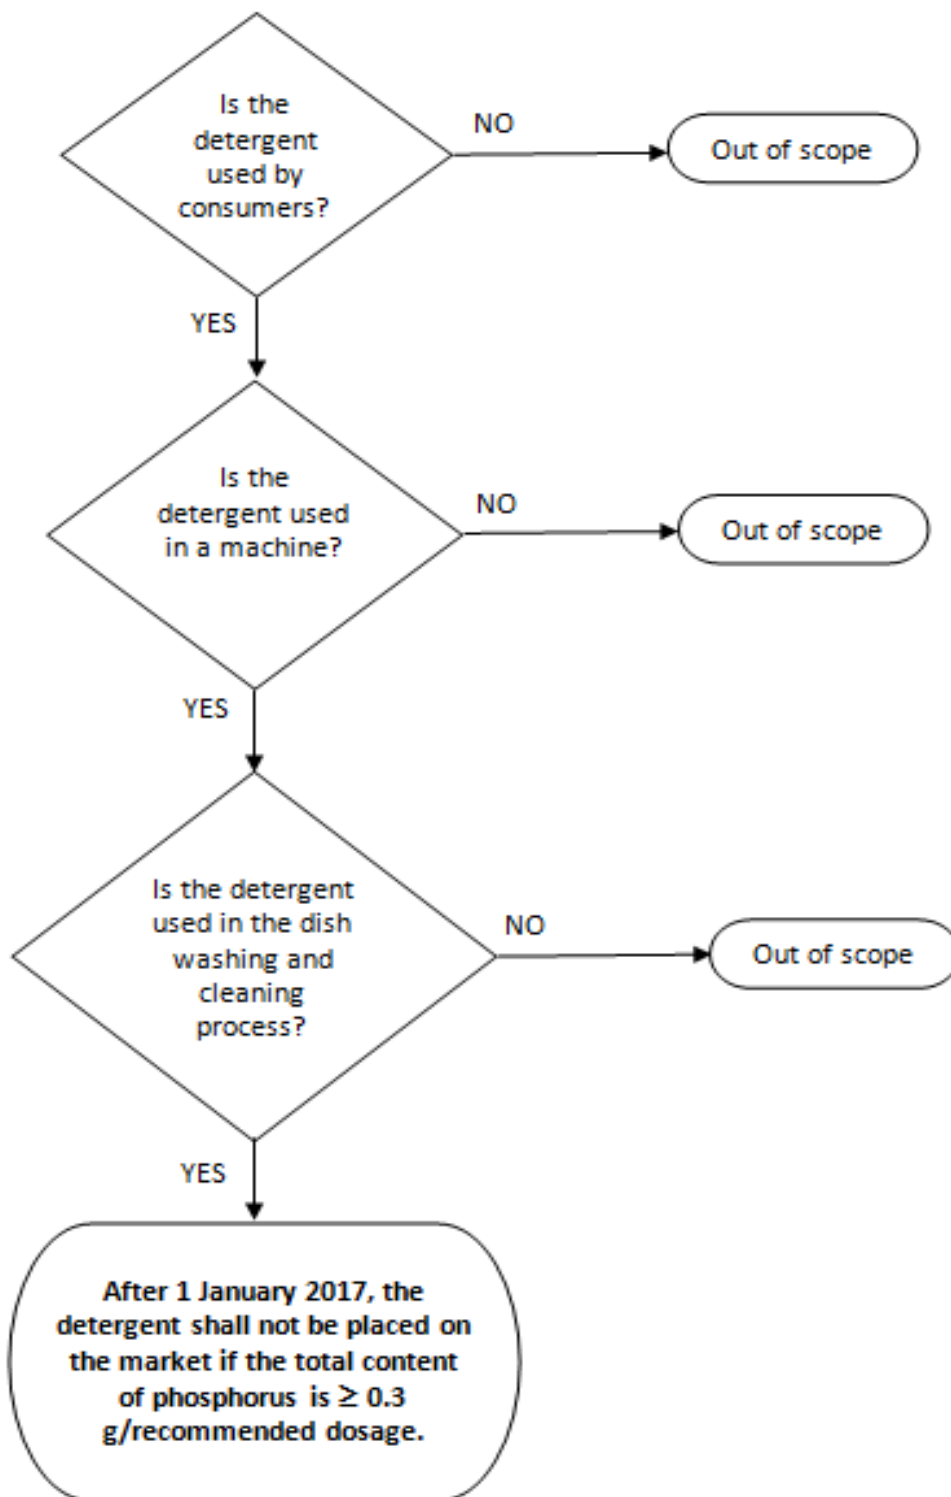 Is the
detergent
used by
consumers?
NO
Out of scope
YES
Is the
detergent used
in a machine?
NO
Out of scope
YES
Is the detergent
used in the dish
washing and
cleaning
process?
NO
Out of scope
YES
After 1 January 2017, the
detergent shall not be placed on
the market if the total content
of phosphorus is ≥ 0.3
g/recommended dosage.